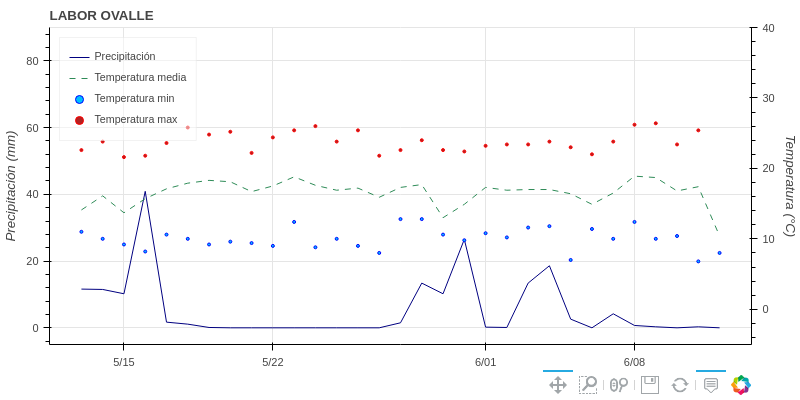 LABOR OVALLE
Precipitación
Temperatura media
Temperatura min
Temperatura max
Precipitación (mm)
80
60
40
20
0
Temperatura (°C)
40
30
20
10
0
5/15
5/22
6/01
6/08